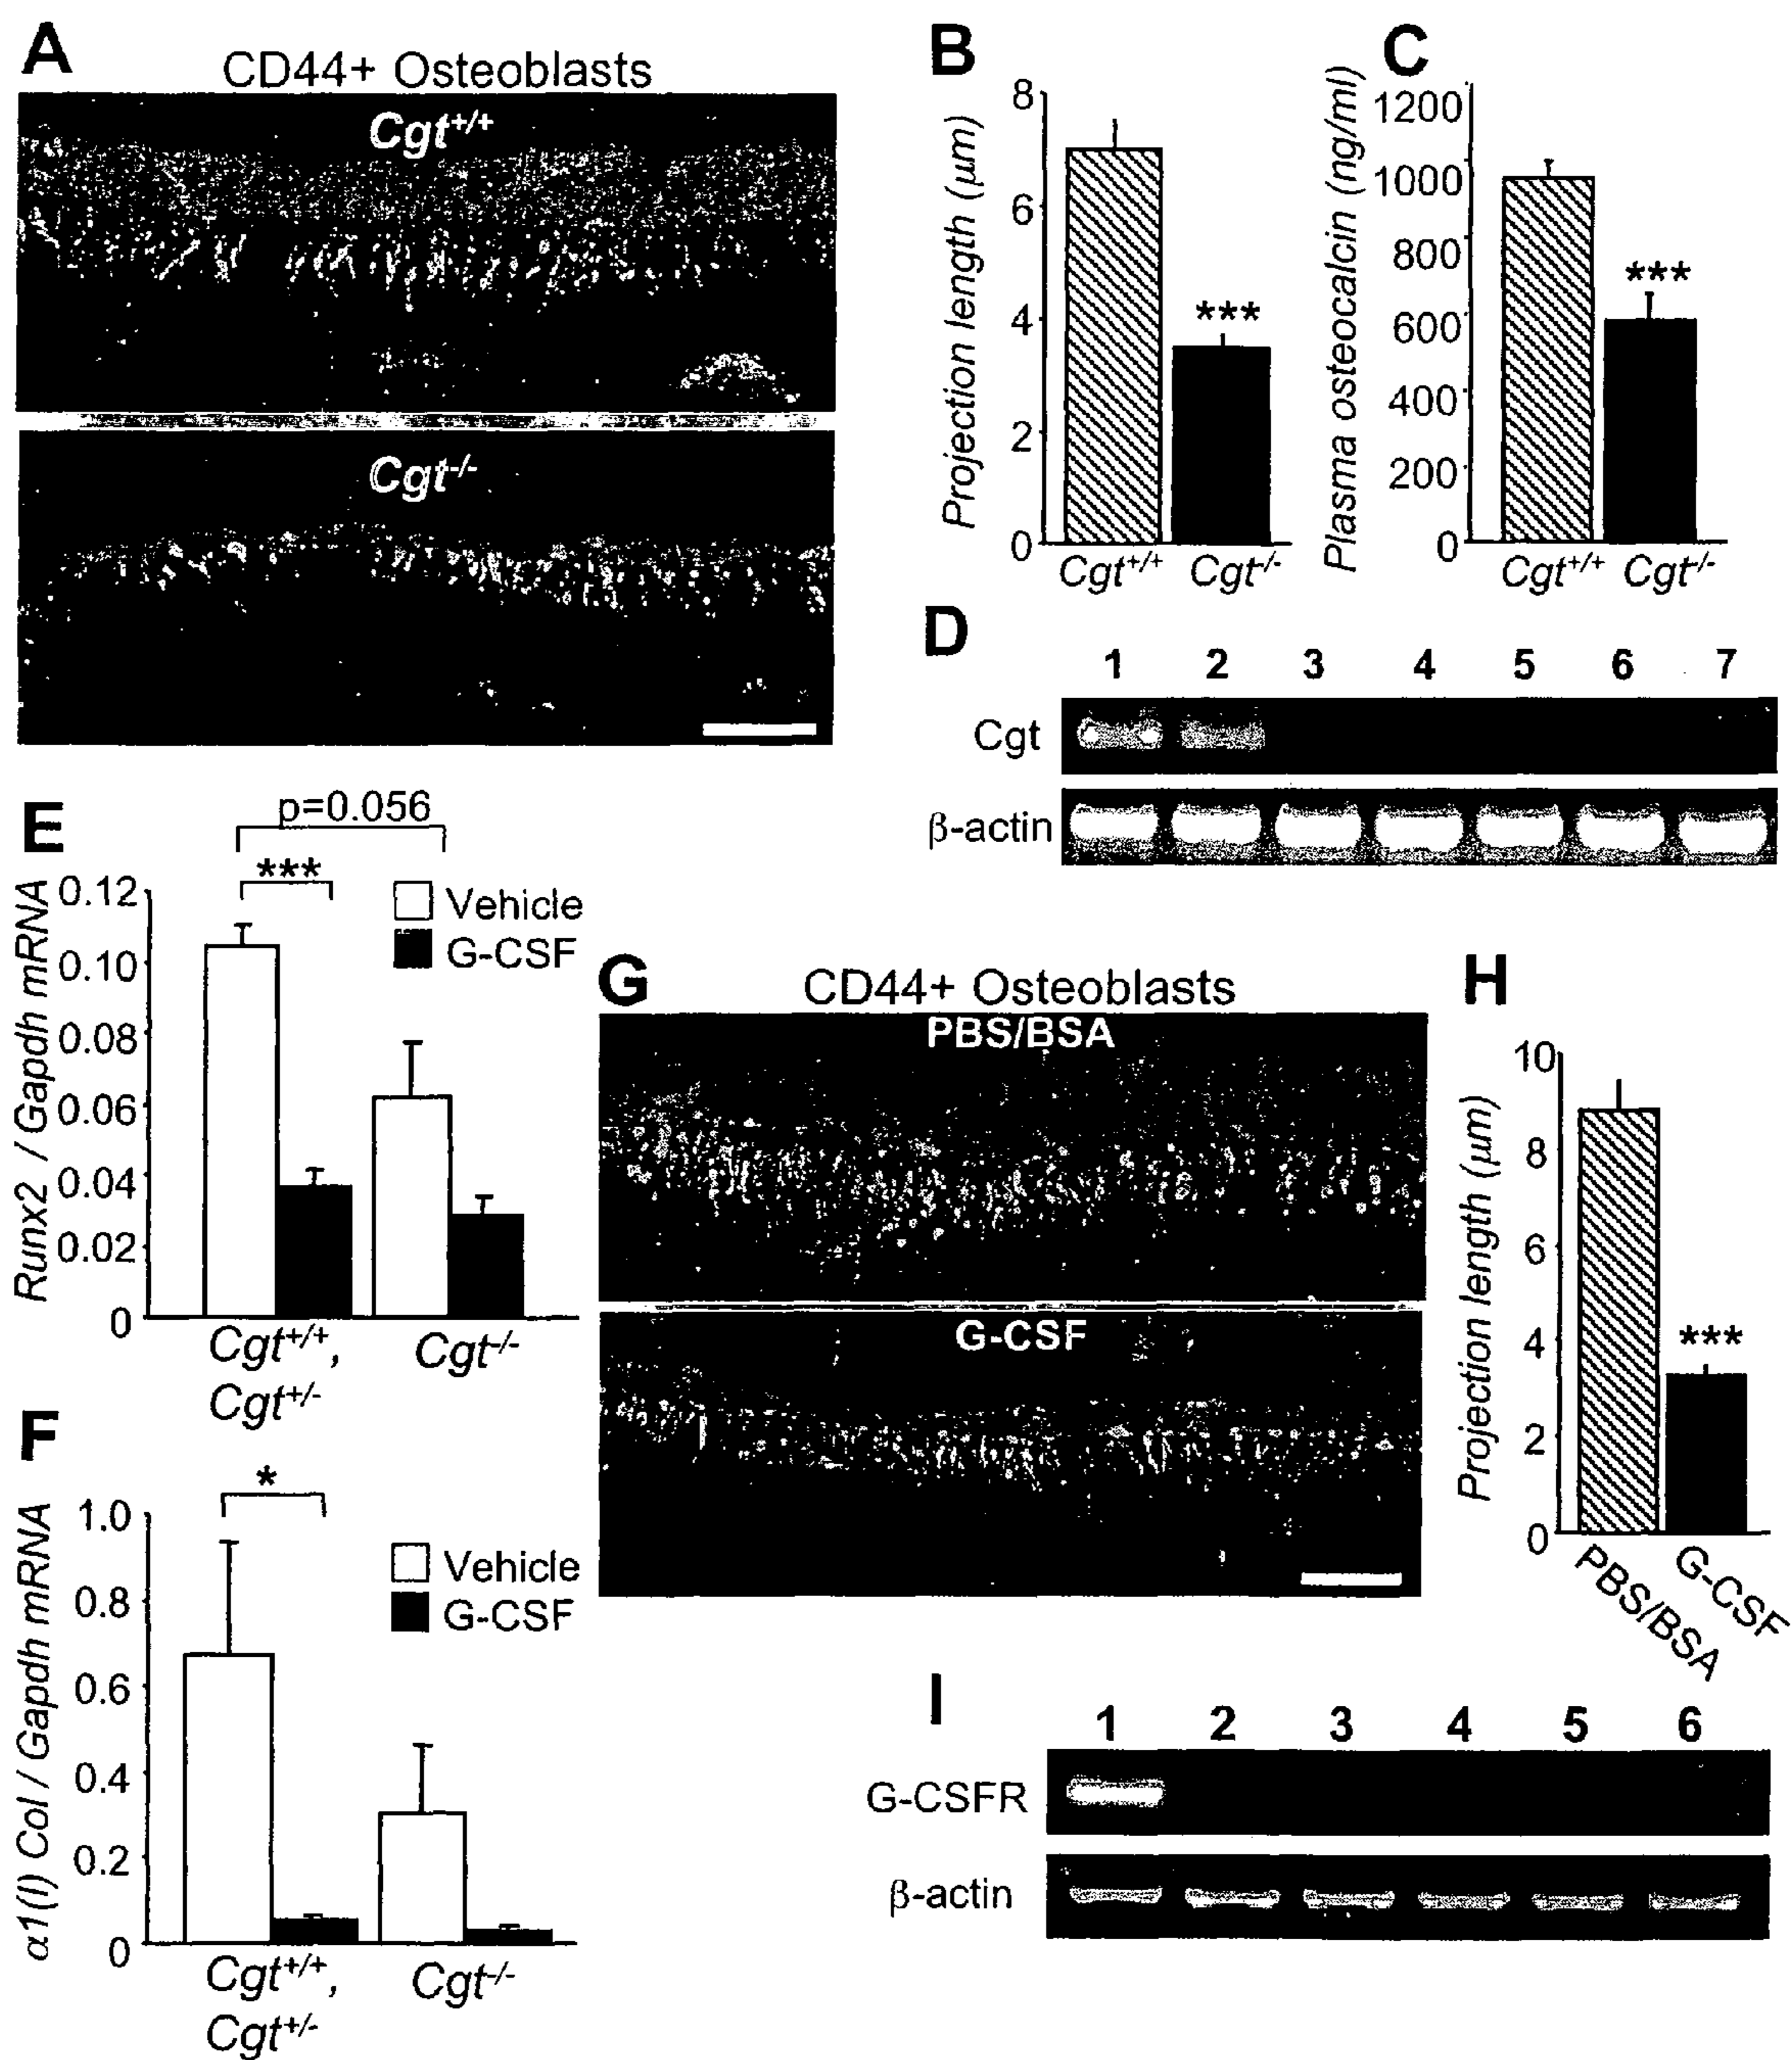 A
CD44+ Osteoblasts
Cgt+/+
Cgt-/-
B
Projection length (μm)
8
6
4
2
0
***
Cgt+/+ Cgt-/-
C
Plasma osteocalcin (ng/ml)
1200
1000
800
600
400
200
0
***
Cgt+/+ Cgt-/-
D
1 2 3 4 5 6 7
Cgt
β-actin
E
p=0.056
***
Runx2 / Gapdh mRNA
0.12
0.10
0.08
0.06
0.04
0.02
0
Vehicle
G-CSF
Cgt+/+, Cgt-/-
Cgt+/-
F
*
α1(I) Col / Gapdh mRNA
1.0
0.8
0.6
0.4
0.2
0
Vehicle
G-CSF
Cgt+/+, Cgt-/-
Cgt+/-
G
CD44+ Osteoblasts
PBS/BSA
G-CSF
H
Projection length (μm)
10
8
6
4
2
0
***
PBS/BSA
G-CSF
I
1 2 3 4 5 6
G-CSFR
β-actin